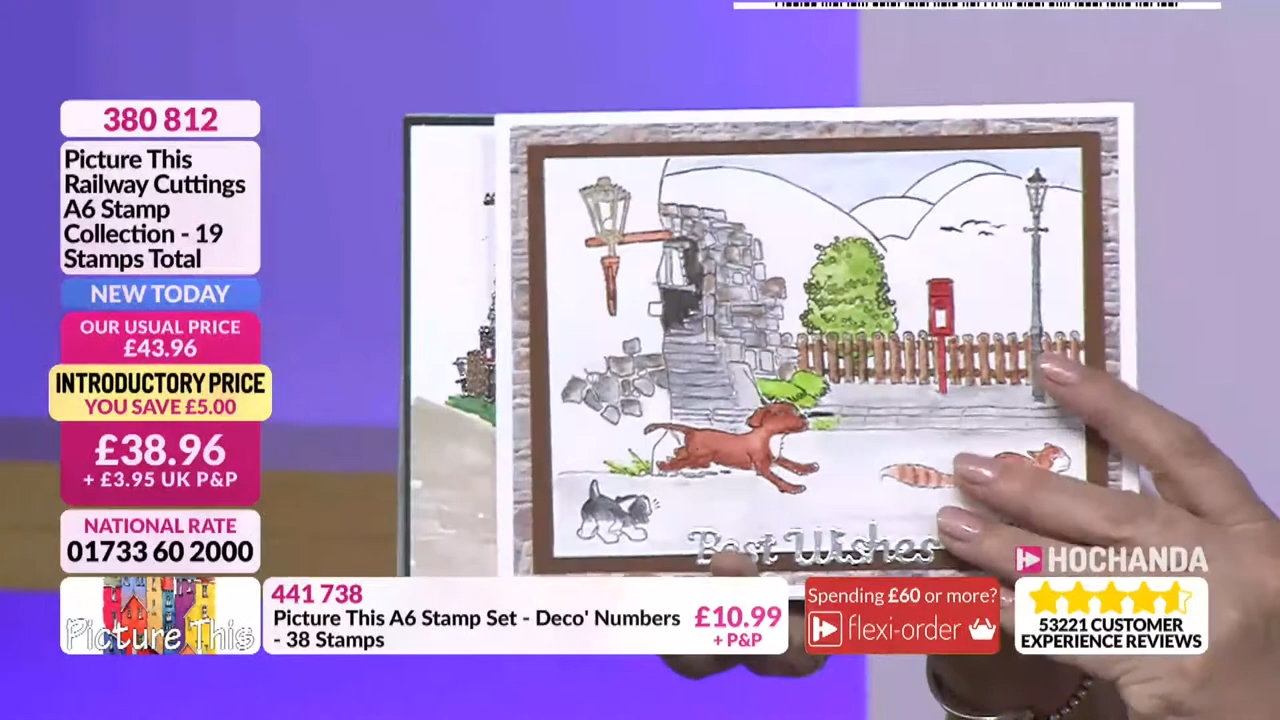 380 812
Picture This
Railway Cuttings
A6 Stamp
Collection - 19
Stamps Total
NEW TODAY
OUR USUAL PRICE
£43.96
INTRODUCTORY PRICE
YOU SAVE £5.00
£38.96
+ £3.95 UK P&P
NATIONAL RATE
01733 60 2000
Best Wishes
HOCHANDA
Picture This
441 738
Picture This A6 Stamp Set - Deco' Numbers
- 38 Stamps
£10.99
+ P&P
Spending £60 or more?
flexi-order
53221 CUSTOMER
EXPERIENCE REVIEWS